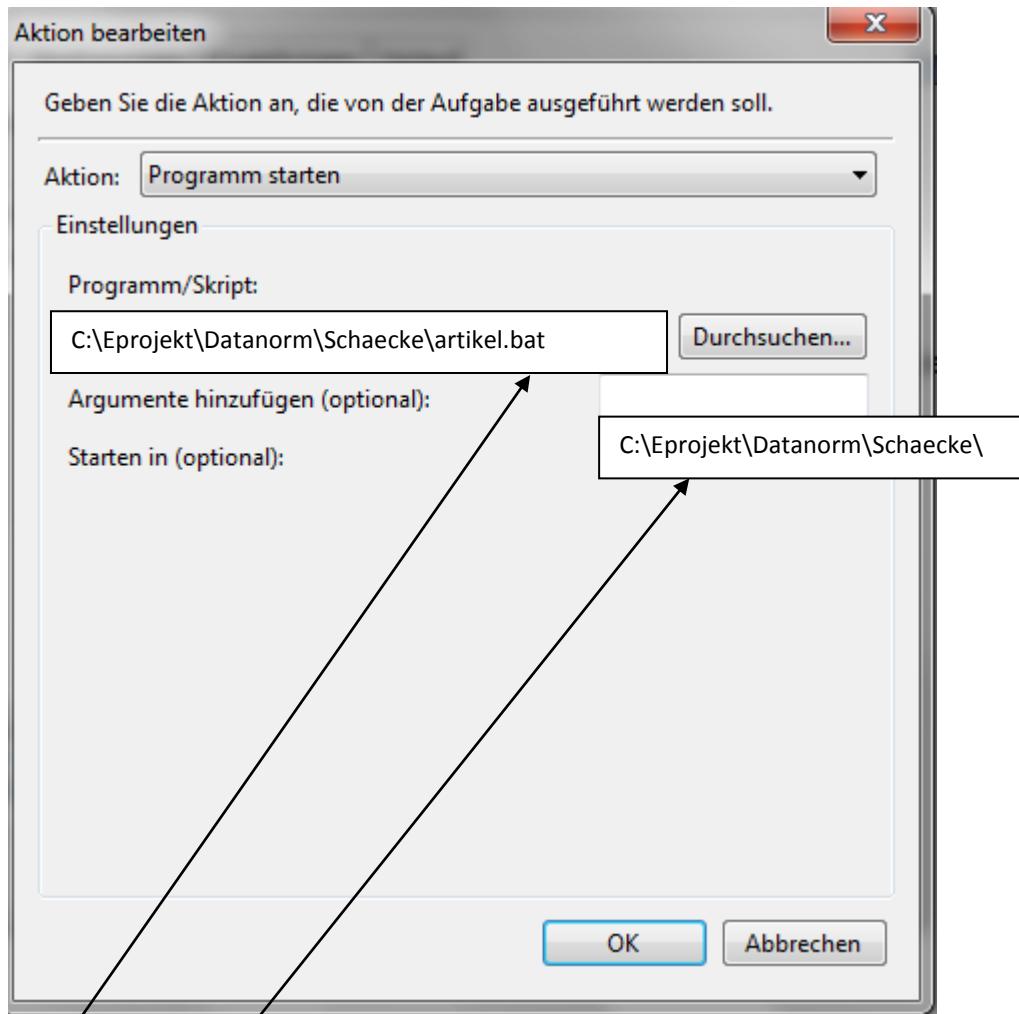 Aktion bearbeiten
Geben Sie die Aktion an, die von der Aufgabe ausgeführt werden soll.
Aktion: Programm starten
Einstellungen
Programm/Skript:
C:\Eprojekt\Datanorm\Schaecke\artikel.bat Durchsuchen...
Argumente hinzufügen (optional):
Starten in (optional): C:\Eprojekt\Datanorm\Schaecke\
OK Abbrechen